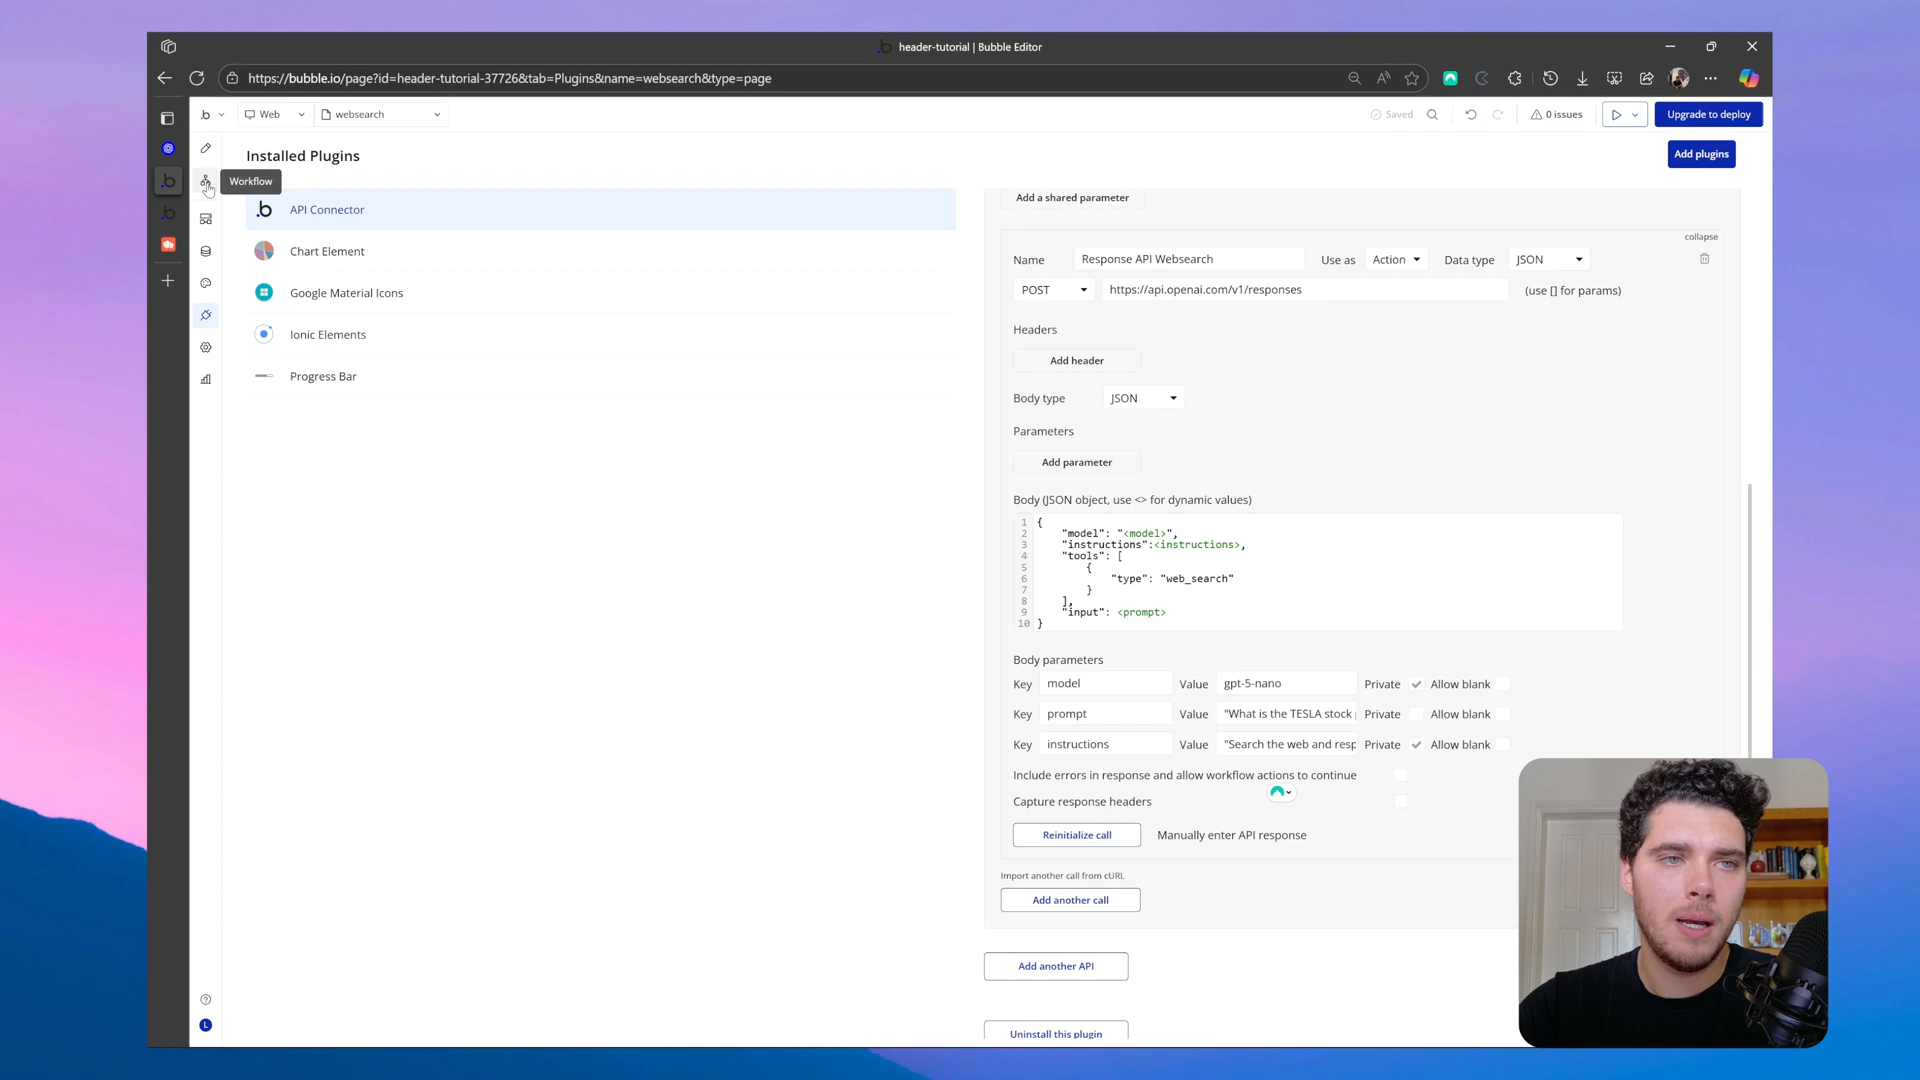 header-tutorial | Bubble Editor
https://bubble.io/page?id=header-tutorial-37726&tab=Plugins&name=websearch&type=page
Web
websearch
Saved
0 issues
Upgrade to deploy
Installed Plugins
Add plugins
Workflow
API Connector
Chart Element
Google Material Icons
Ionic Elements
Progress Bar
Add a shared parameter
collapse
Name
Response API Websearch
Use as
Action
Data type
JSON
POST
https://api.openai.com/v1/responses
(use [] for params)
Headers
Add header
Body type
JSON
Parameters
Add parameter
Body (JSON object, use <> for dynamic values)
1 {
2 "model": "<model>",
3 "instructions":<instructions>,
4 "tools": [
5 {
6 "type": "web_search"
7 }
8 ],
9 "input": <prompt>
10 }
Body parameters
Key model Value gpt-5-nano Private Allow blank
Key prompt Value "What is the TESLA stock Private Allow blank
Key instructions Value "Search the web and resp Private Allow blank
Include errors in response and allow workflow actions to continue
Capture response headers
Reinitialize call
Manually enter API response
Import another call from cURL
Add another call
Add another API
Uninstall this plugin
L